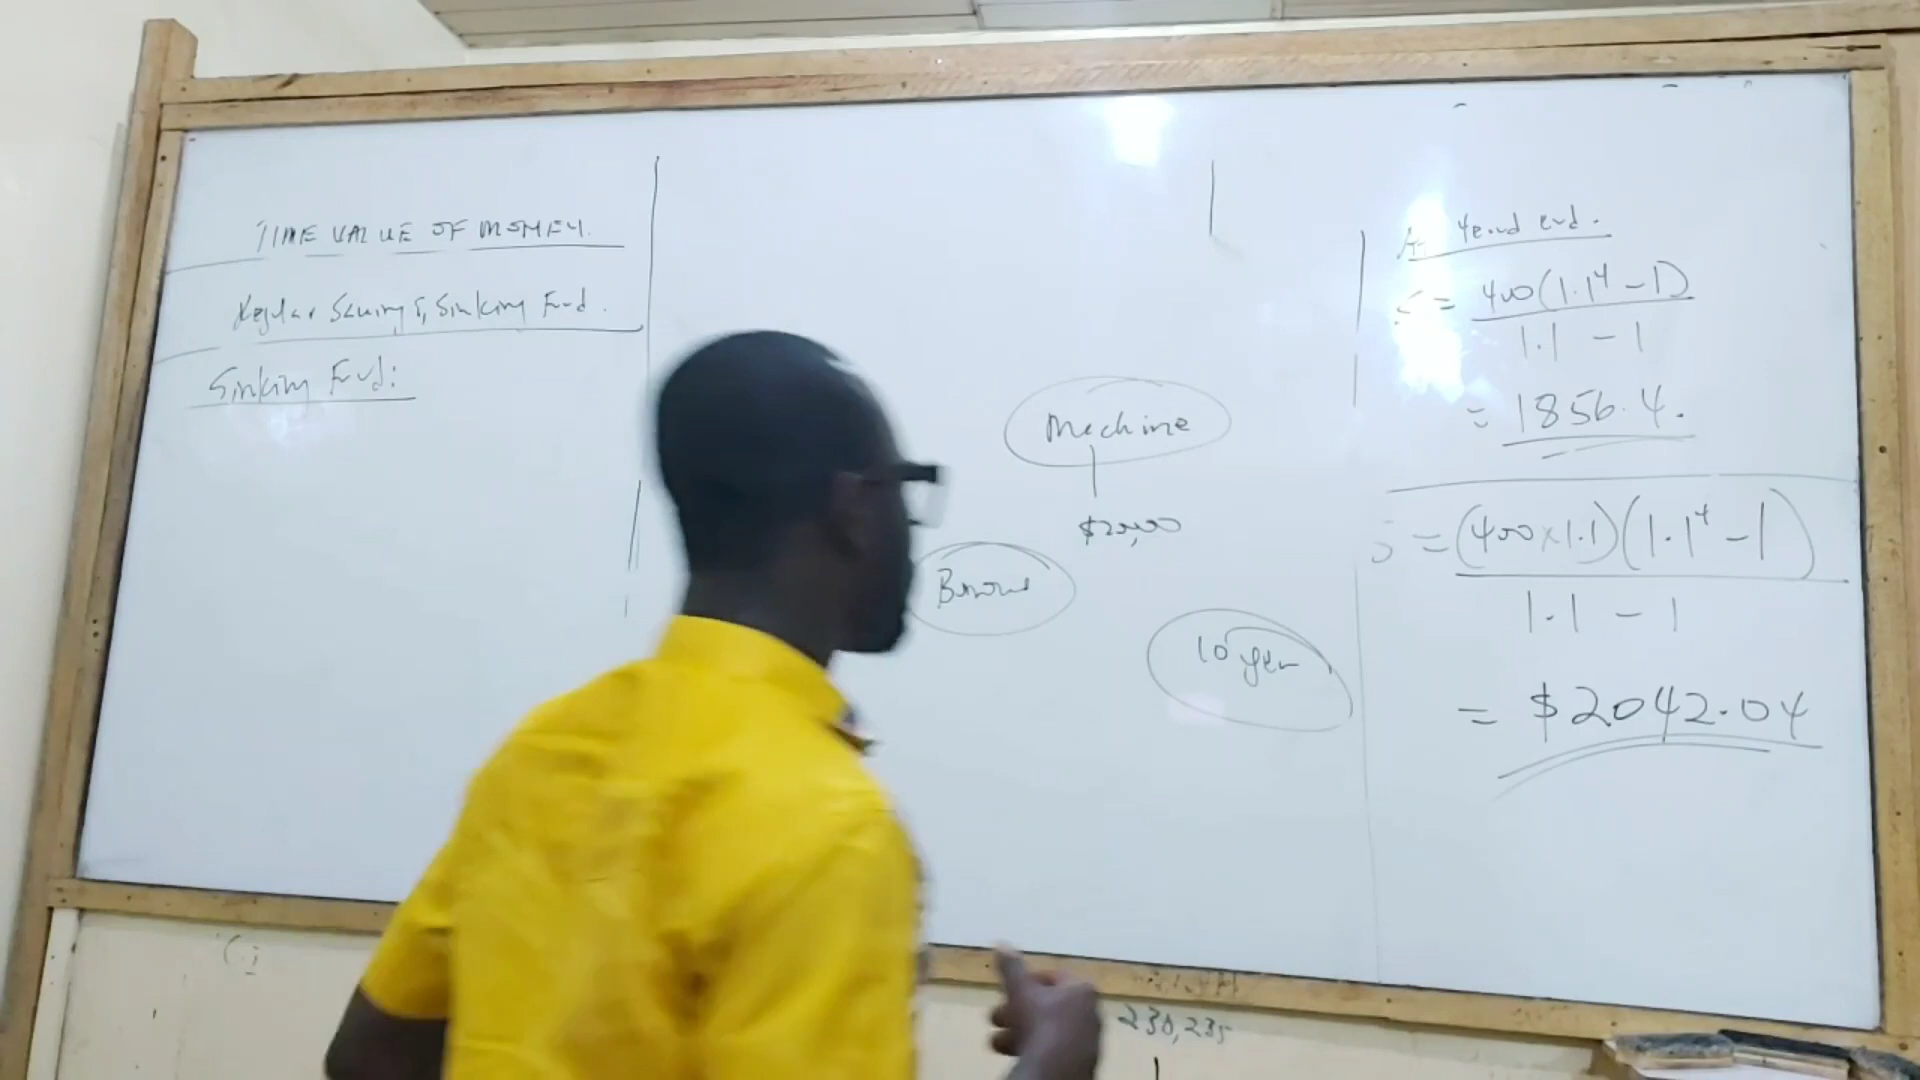 TIME VALUE OF MONEY.
Regular Saving & Sinking Fund.
Sinking Fund:
Machine
$20,000
10 year
At year end.
S = 400(1.1⁴ - 1)
1.1 - 1
= 1856.4.
S = (400 x 1.1)(1.1⁴ - 1)
1.1 - 1
= $2042.04
230,235